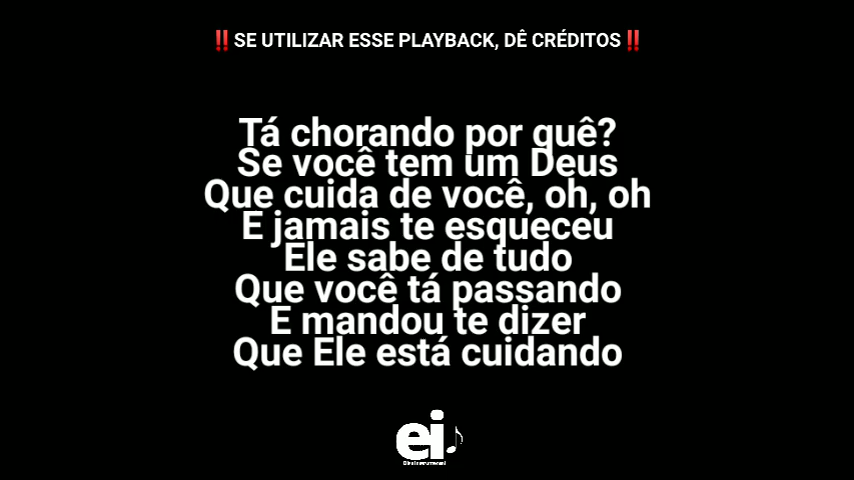 ‼️SE UTILIZAR ESSE PLAYBACK, DÊ CRÉDITOS‼️
Tá chorando por quê?
Se você tem um Deus
Que cuida de você, oh, oh
E jamais te esqueceu
Ele sabe de tudo
Que você tá passando
E mandou te dizer
Que Ele está cuidando
ei